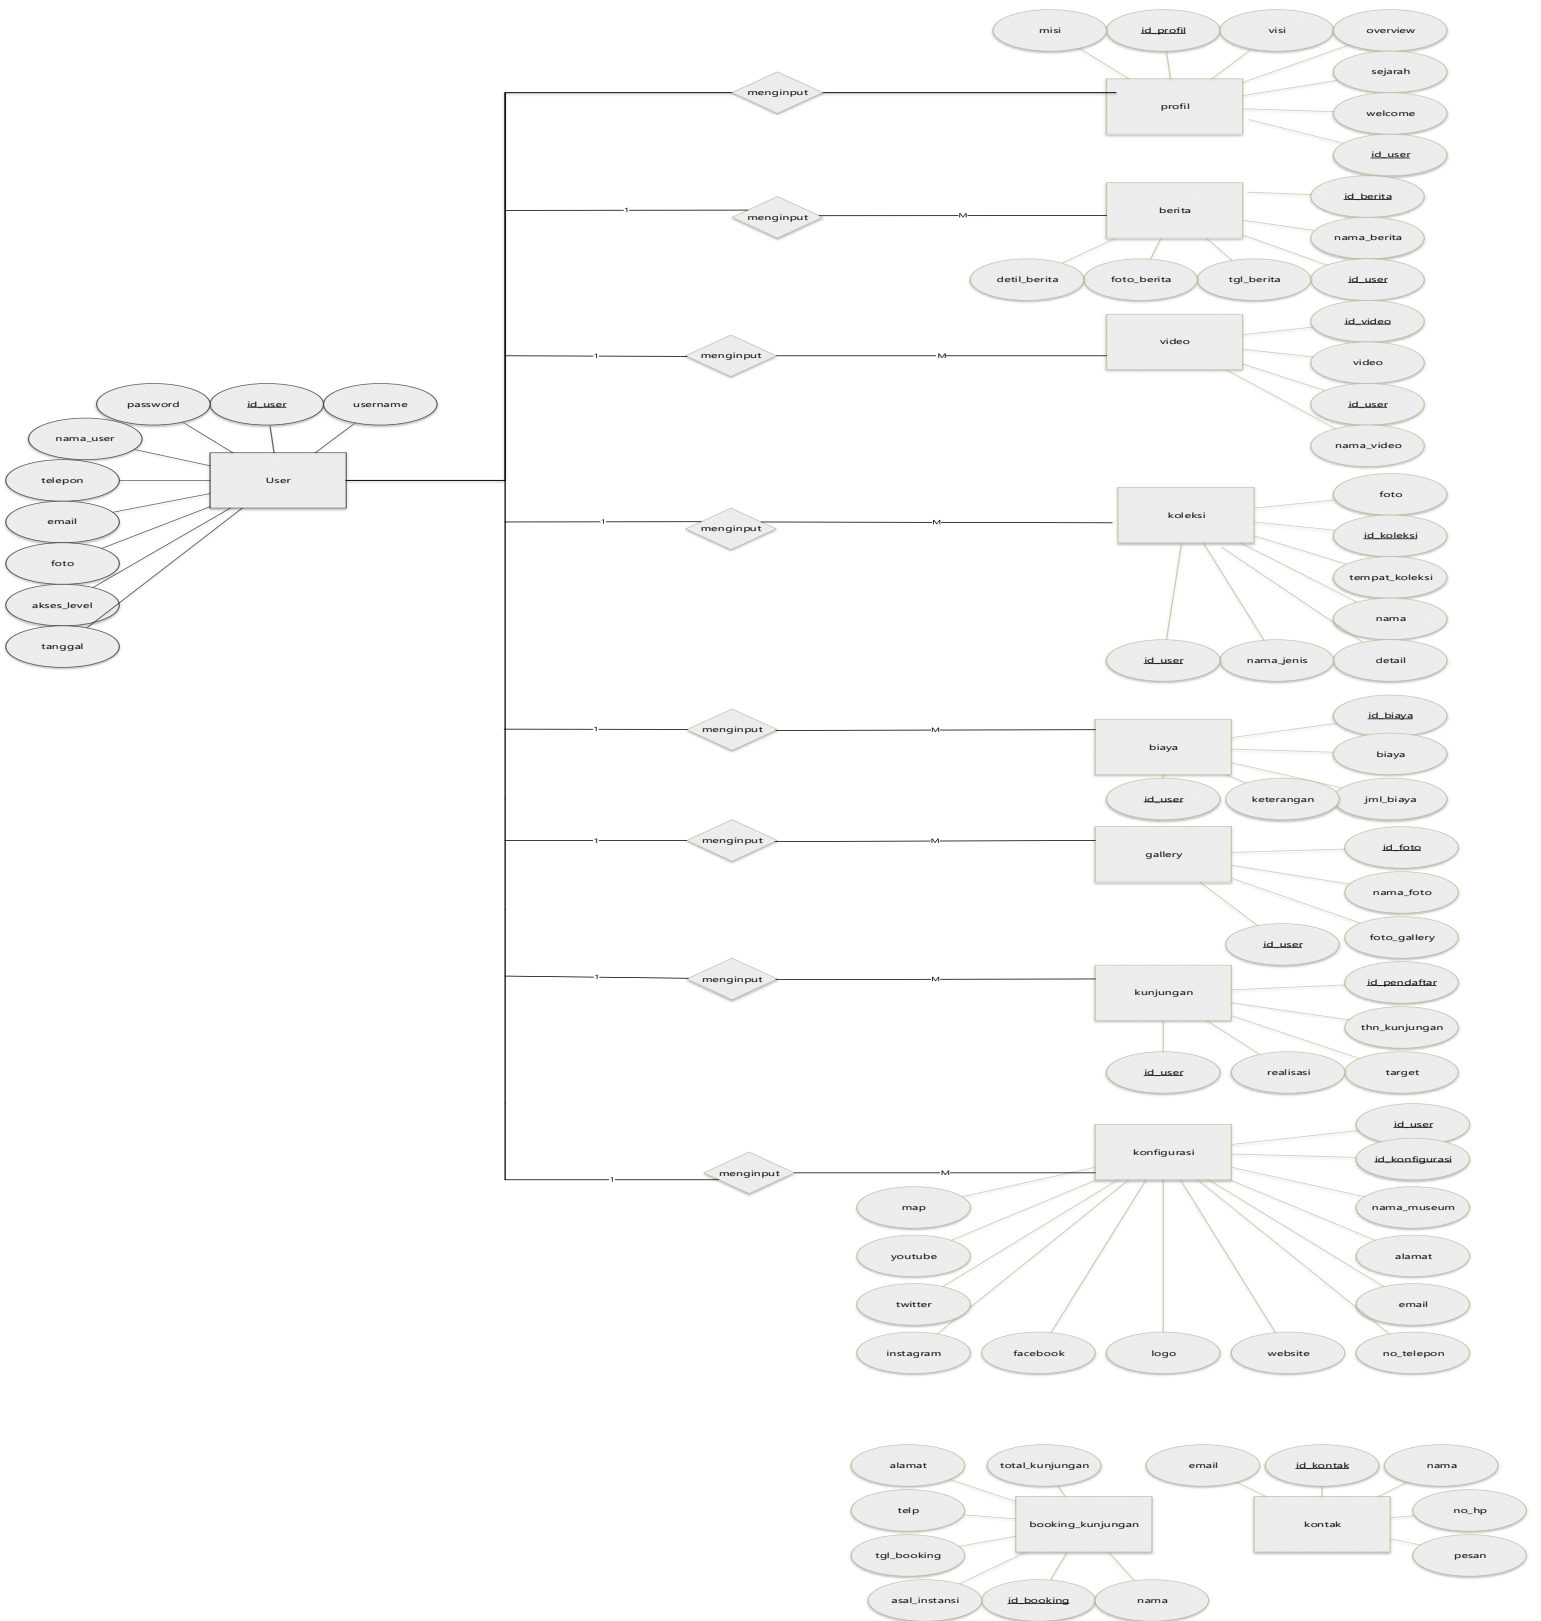 misi
id_profil
visi
overview
sejarah
menginput
profil
welcome
id_user
id_berita
1
menginput
M
berita
nama_berita
detil_berita
foto_berita
tgl_berita
id_user
id_video
1
menginput
M
video
video
id_user
nama_video
password
id_user
username
nama_user
telepon
User
email
foto
akses_level
tanggal
foto
1
menginput
M
koleksi
id_koleksi
tempat_koleksi
nama
id_user
nama_jenis
detail
id_biaya
1
menginput
M
biaya
biaya
id_user
keterangan
jml_biaya
1
menginput
M
gallery
id_foto
nama_foto
foto_gallery
id_user
1
menginput
M
kunjungan
id_pendaftar
thn_kunjungan
id_user
realisasi
target
id_user
konfigurasi
id_konfigurasi
1
menginput
M
map
nama_museum
youtube
alamat
twitter
email
instagram
facebook
logo
website
no_telepon
alamat
total_kunjungan
email
id_kontak
nama
telp
booking_kunjungan
kontak
no_hp
tgl_booking
pesan
asal_instansi
id_booking
nama